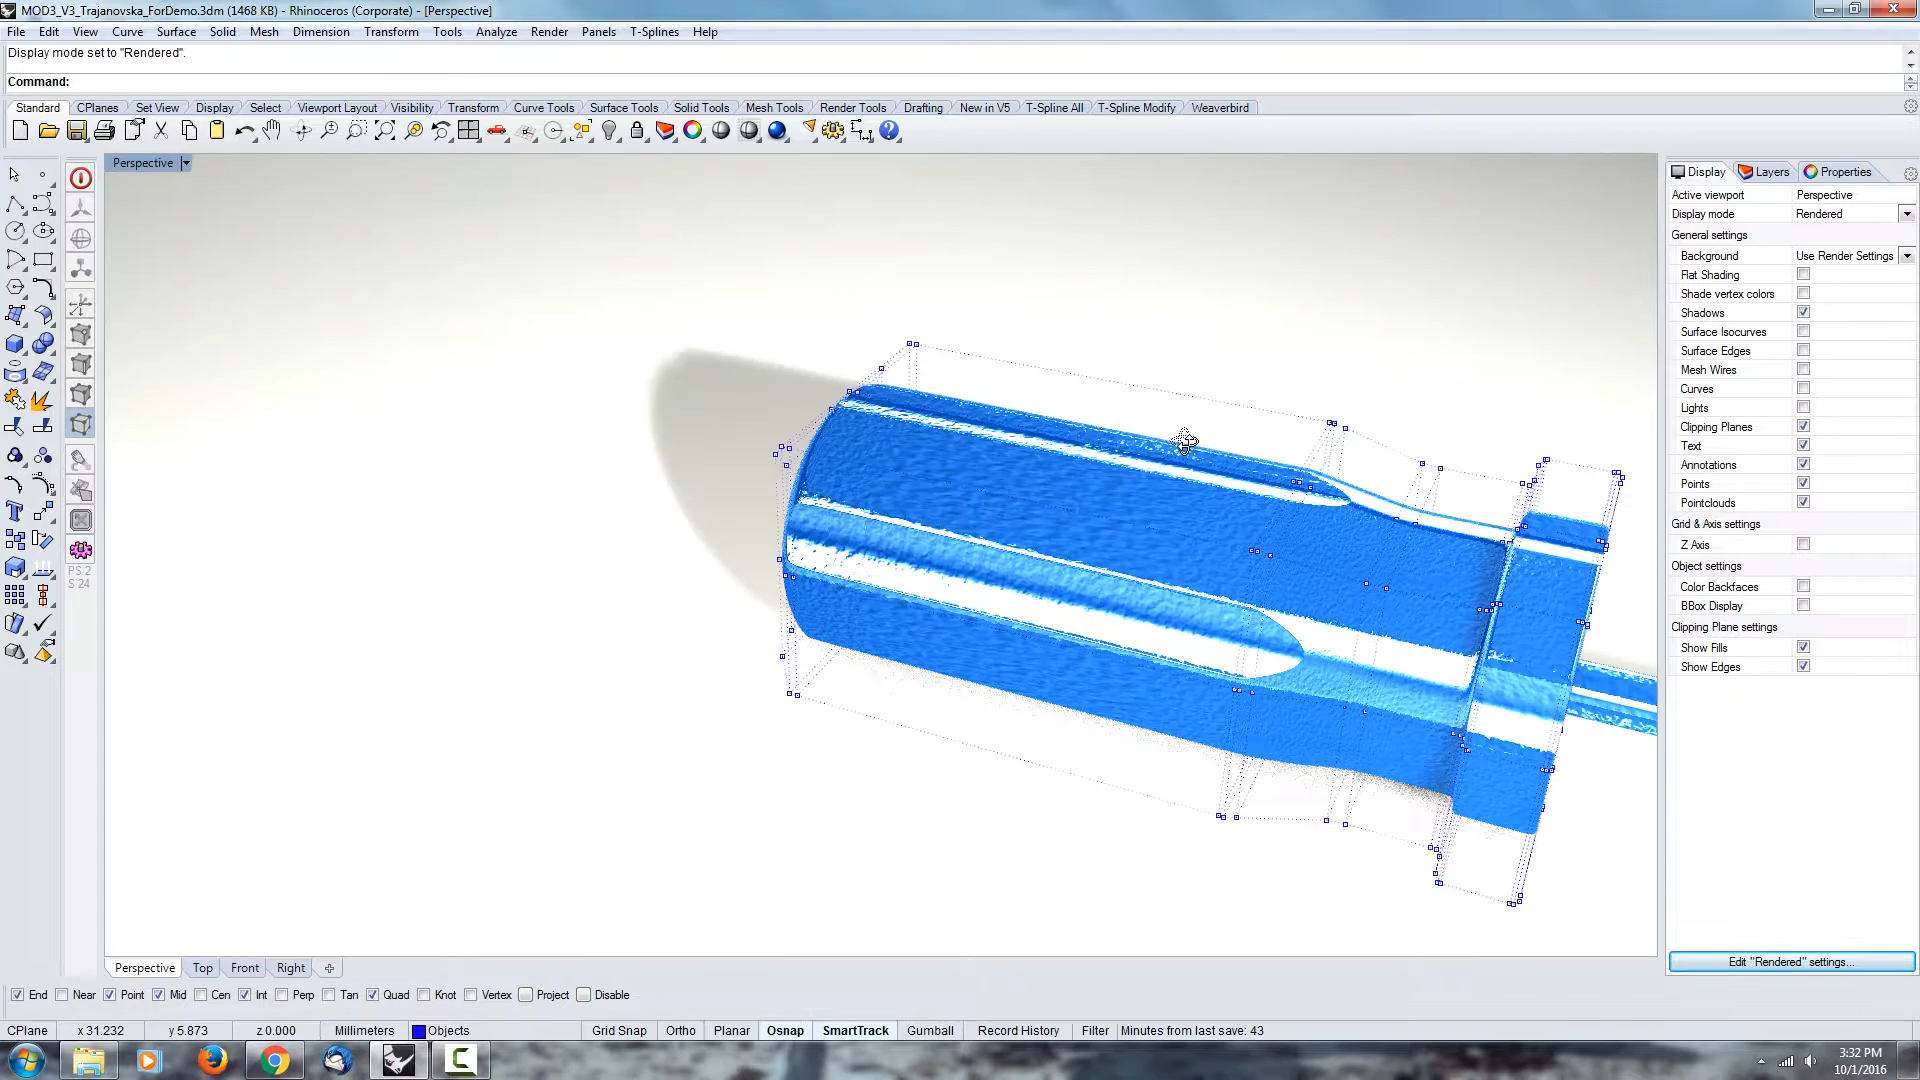 MOD3_V3_Trajanovska_ForDemo.3dm (1468 KB) - Rhinoceros (Corporate) - [Perspective]
File Edit View Curve Surface Solid Mesh Dimension Transform Tools Analyze Render Panels T-Splines Help
Display mode set to "Rendered".
Command:
Standard CPlanes Set View Display Select Viewport Layout Visibility Transform Curve Tools Surface Tools Solid Tools Mesh Tools Render Tools Drafting New in V5 T-Spline All T-Spline Modify Weaverbird
Perspective
PS 2
S 24
Display Layers Properties
Active viewport Perspective
Display mode Rendered
General settings
Background Use Render Settings
Flat Shading
Shade vertex colors
Shadows
Surface Isocurves
Surface Edges
Mesh Wires
Curves
Lights
Clipping Planes
Text
Annotations
Points
Pointclouds
Grid & Axis settings
Z Axis
Object settings
Color Backfaces
BBox Display
Clipping Plane settings
Show Fills
Show Edges
Edit "Rendered" settings...
Perspective Top Front Right
End Near Point Mid Cen Int Perp Tan Quad Knot Vertex Project Disable
CPlane x 31.232 y 5.873 z 0.000 Millimeters Objects Grid Snap Ortho Planar Osnap SmartTrack Gumball Record History Filter Minutes from last save: 43
3:32 PM
10/1/2016